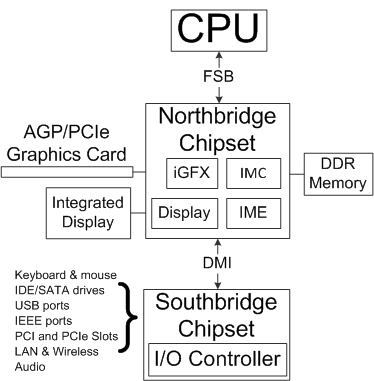 CPU
FSB
Northbridge
Chipset
iGFX
IMC
Display
IME
AGP/PCIe
Graphics Card
Integrated
Display
DDR
Memory
DMI
Keyboard & mouse
IDE/SATA drives
USB ports
IEEE ports
PCI and PCIe Slots
LAN & Wireless
Audio
Southbridge
Chipset
I/O Controller